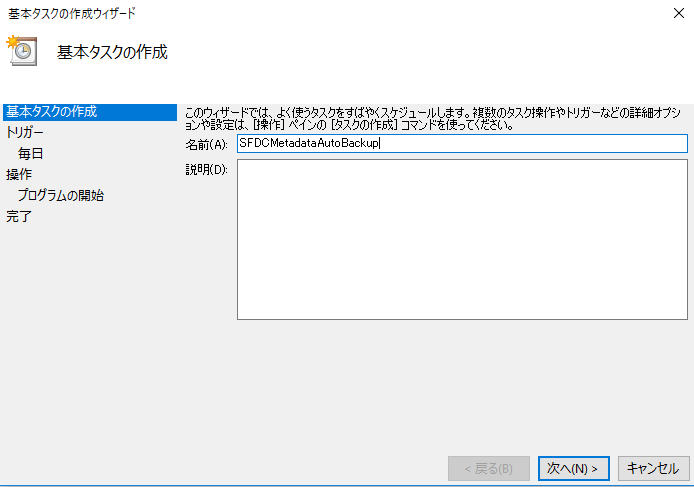 基本タスクの作成ウィザード
基本タスクの作成
基本タスクの作成
トリガー
毎日
操作
プログラムの開始
完了
このウィザードでは、よく使うタスクをすばやくスケジュールします。複数のタスク操作やトリガーなどの詳細オプシ
ョンや設定は、[操作] ペインの [タスクの作成] コマンドを使ってください。
名前(A):
SFDCMetadataAutoBackup
説明(D):
< 戻る(B)
次へ(N) >
キャンセル